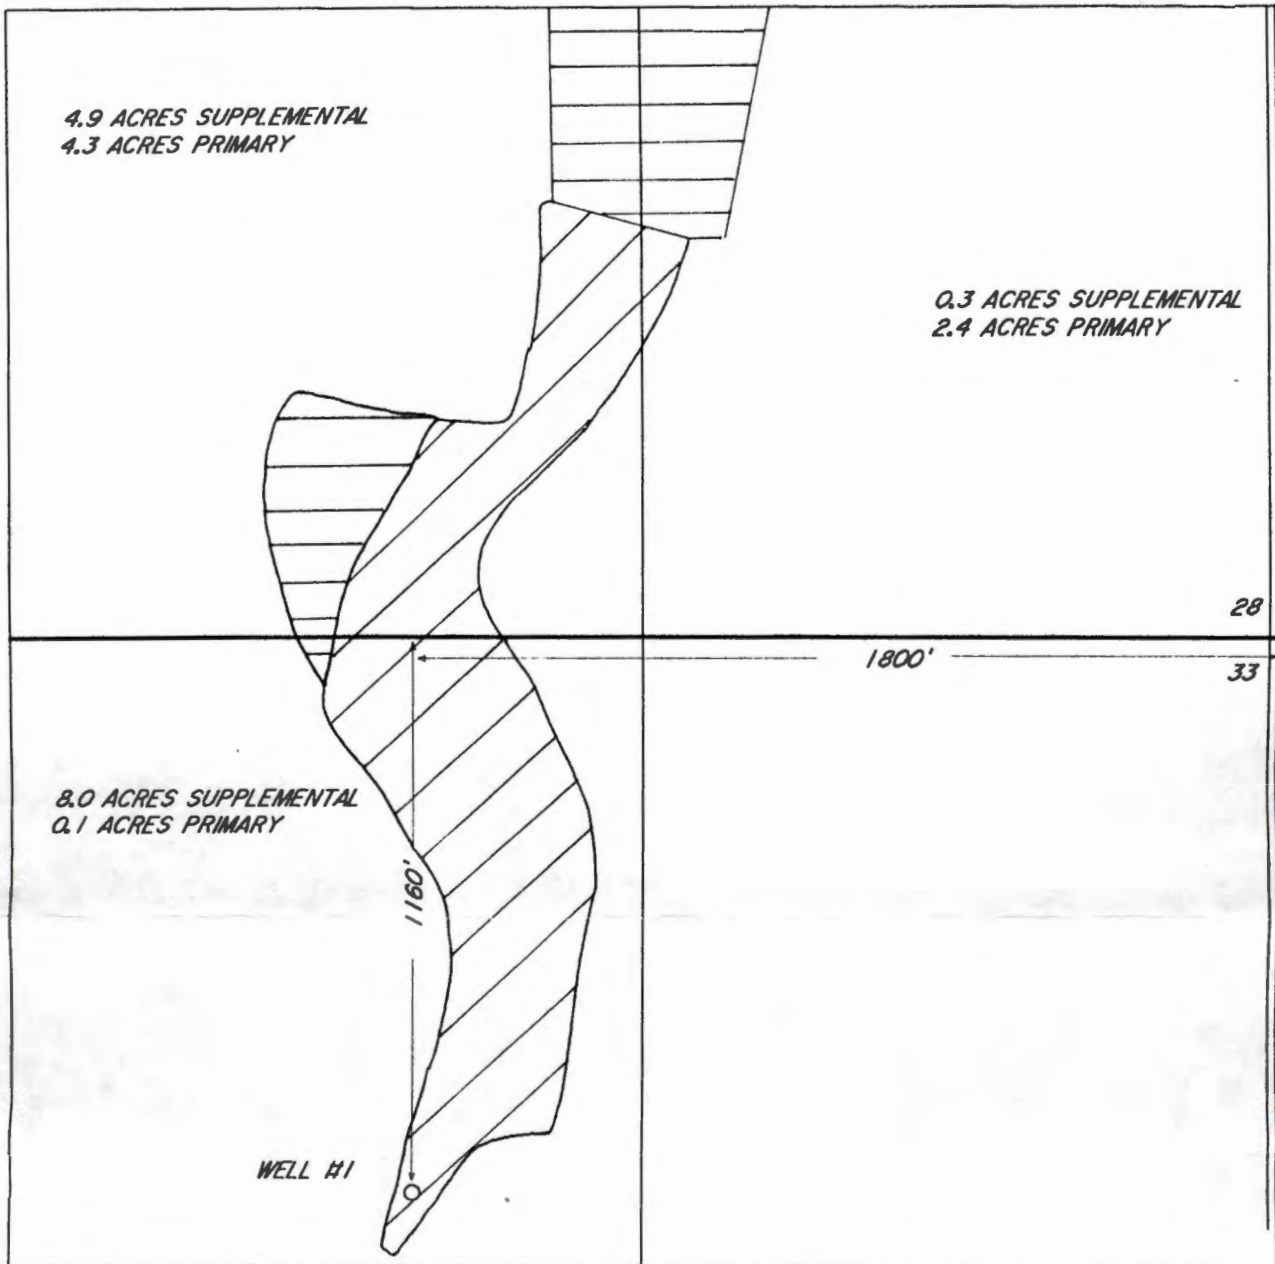 4.9 ACRES SUPPLEMENTAL
4.3 ACRES PRIMARY
0.3 ACRES SUPPLEMENTAL
2.4 ACRES PRIMARY
28
1800'
33
8.0 ACRES SUPPLEMENTAL
0.1 ACRES PRIMARY
1160'
WELL #1